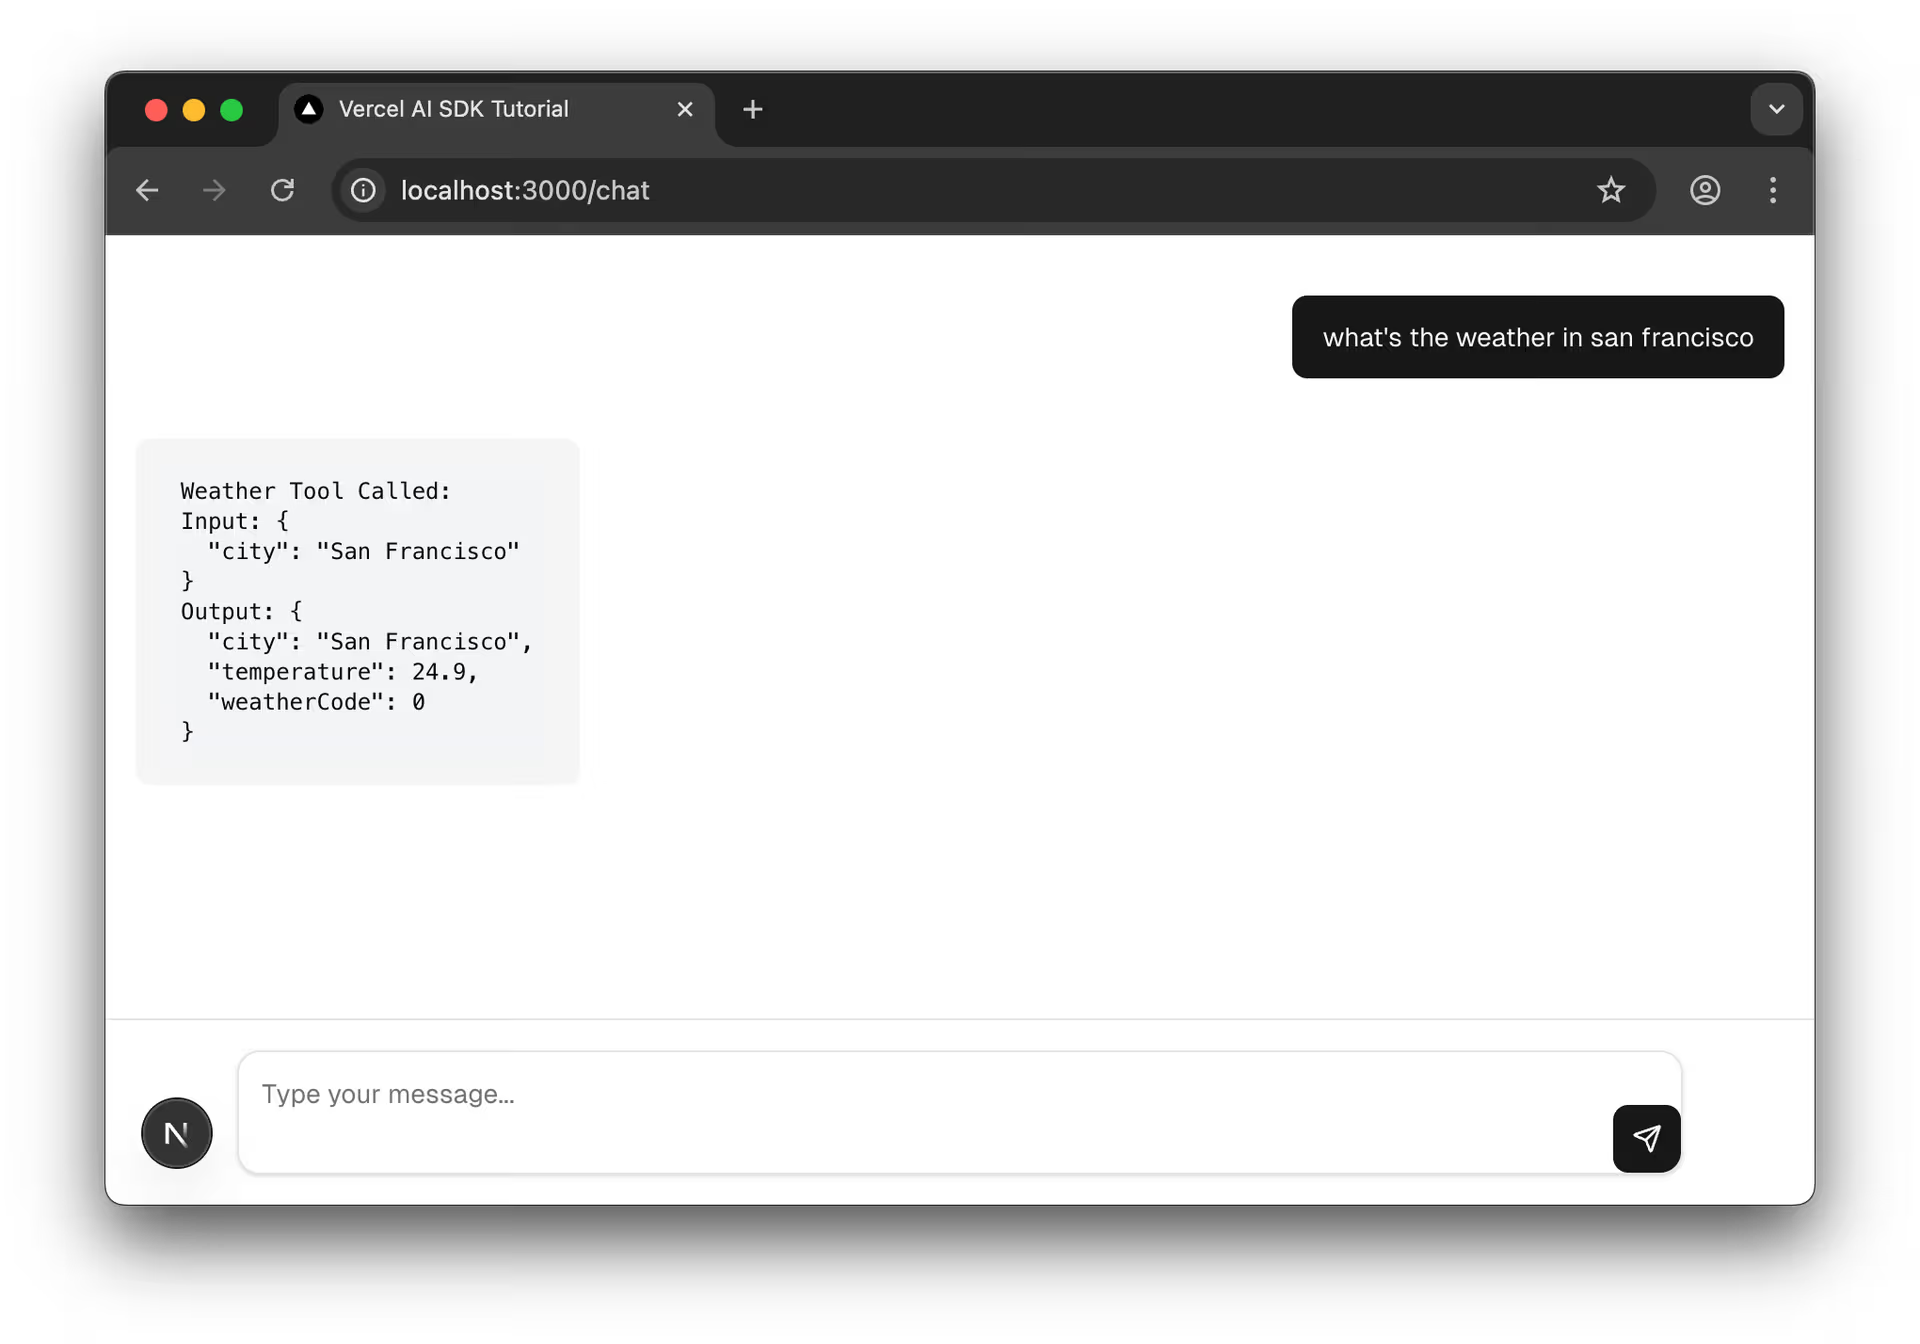 Vercel AI SDK Tutorial
localhost:3000/chat
what's the weather in san francisco
Weather Tool Called:
Input: {
  "city": "San Francisco"
}
Output: {
  "city": "San Francisco",
  "temperature": 24.9,
  "weatherCode": 0
}
Type your message...
N